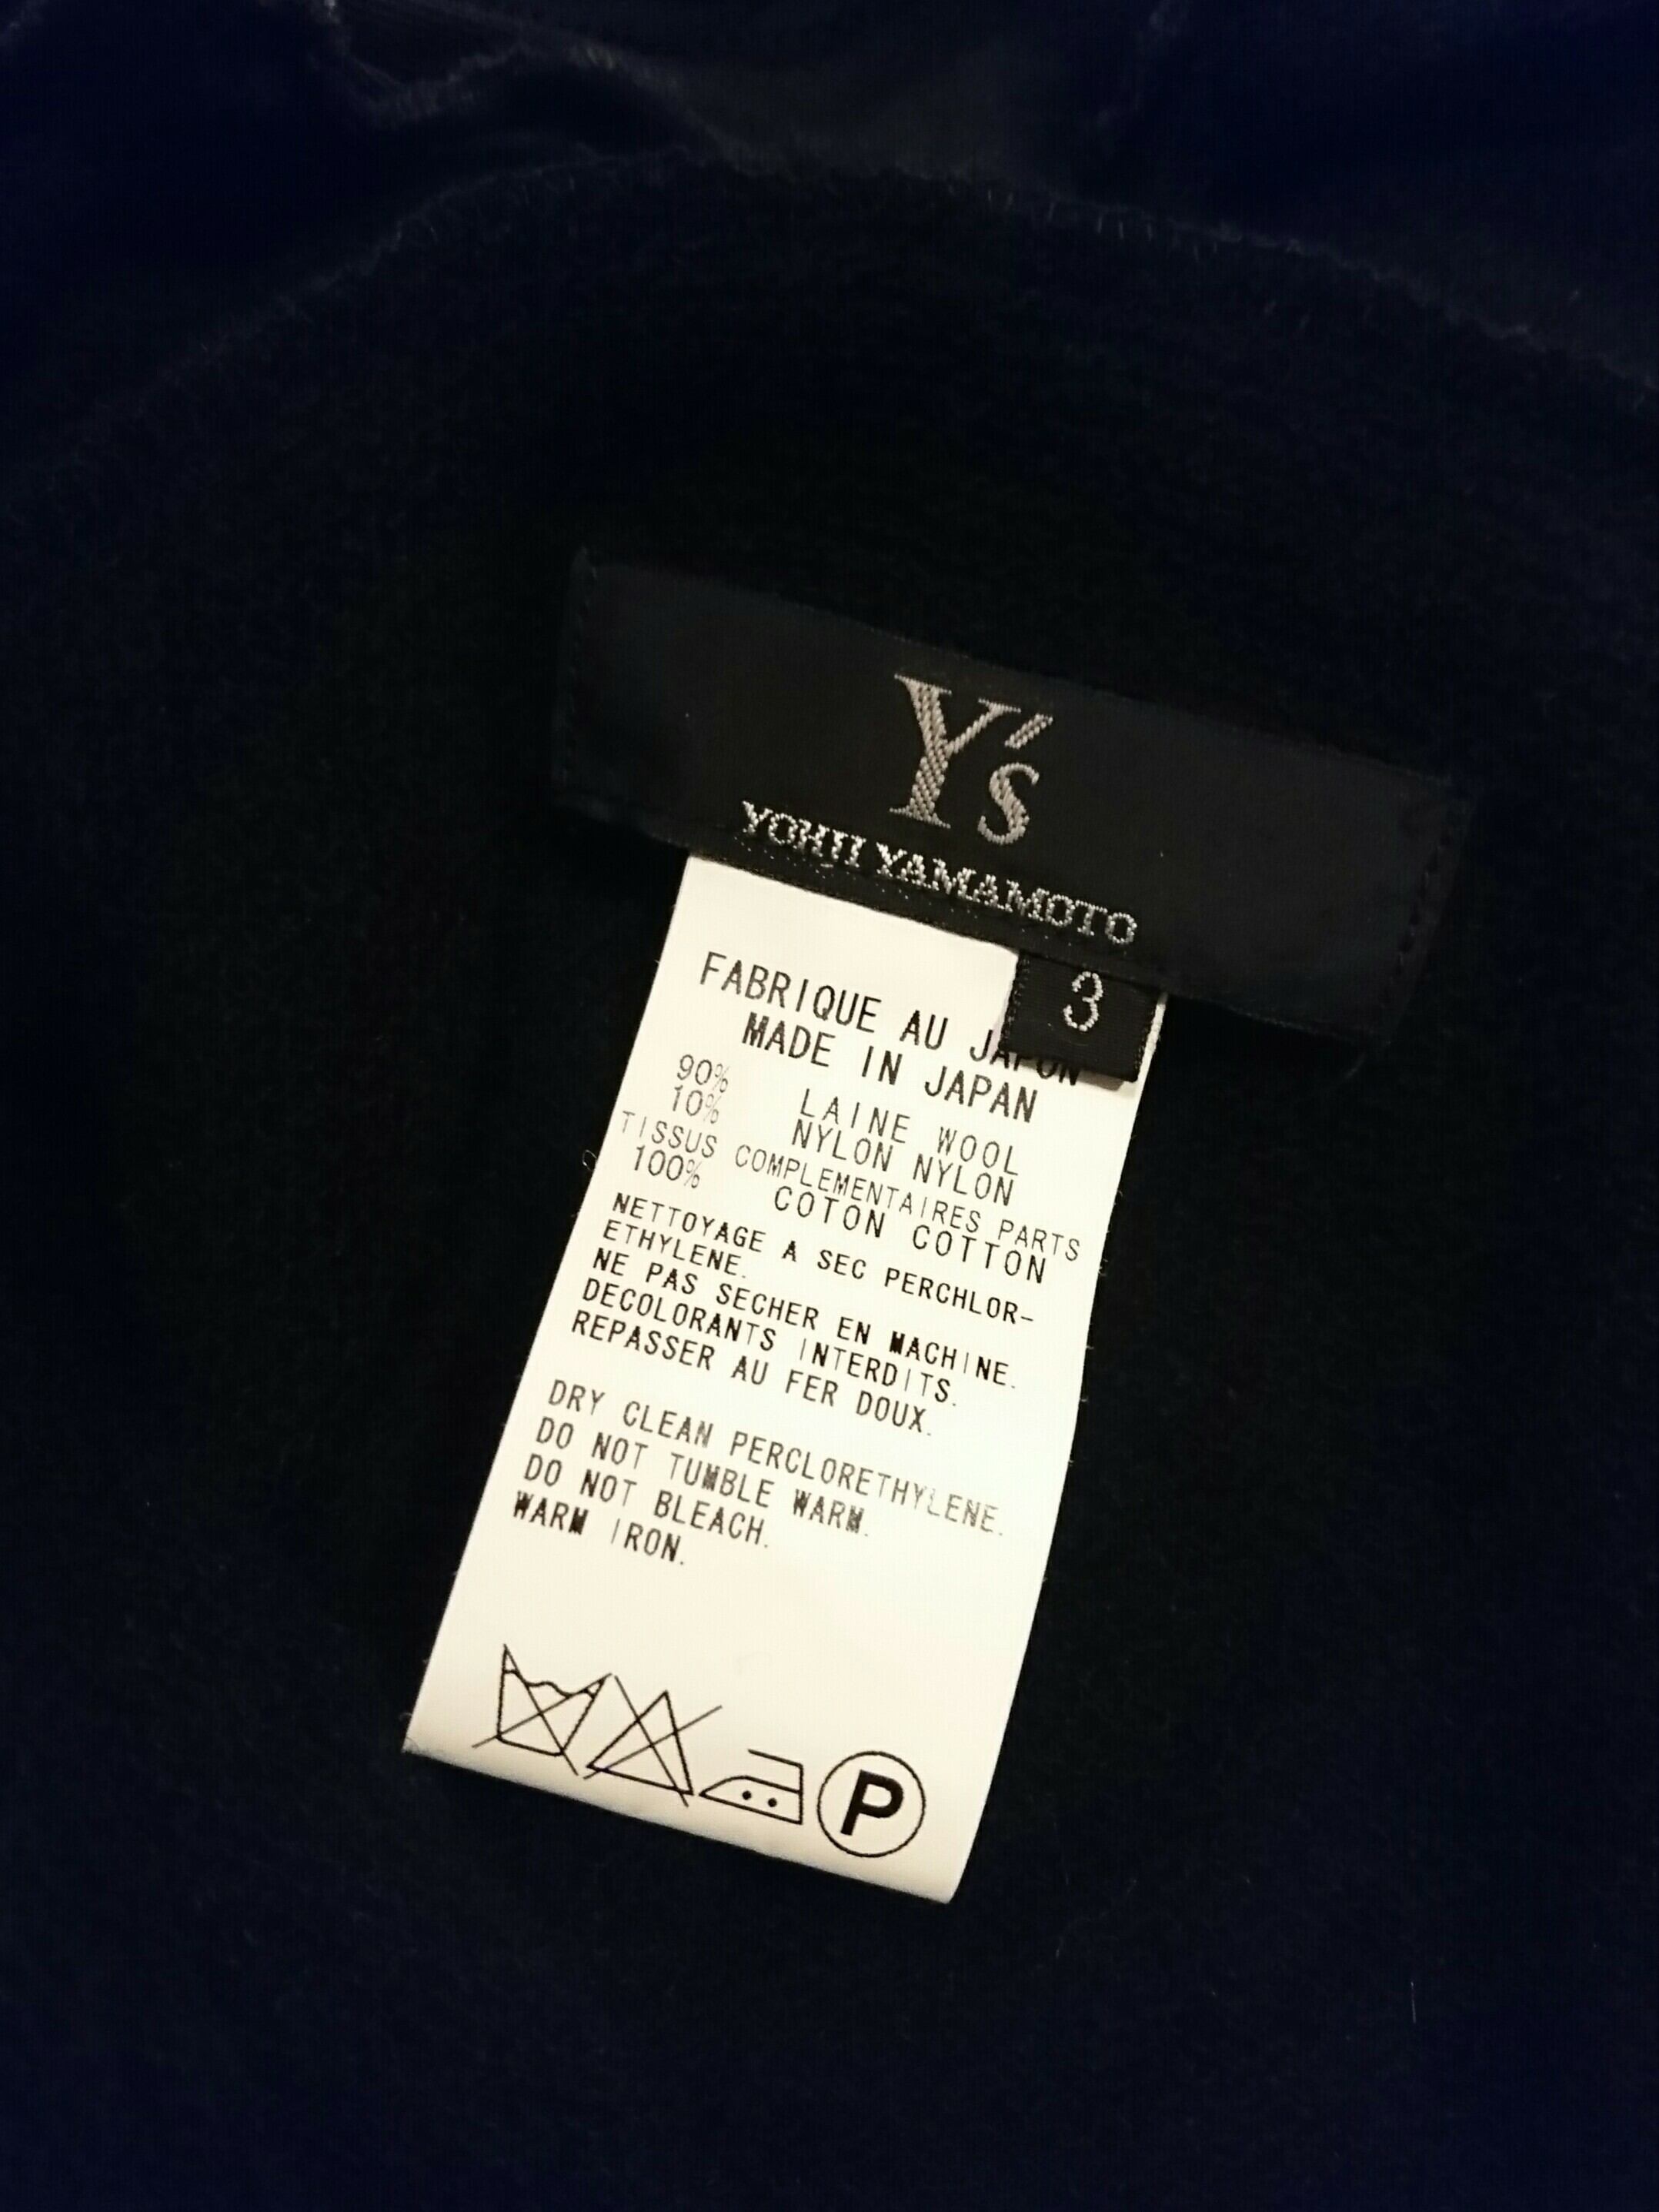 Y's
YOHJI YAMAMOTO
3
FABRIQUE AU JAPON
MADE IN JAPAN
90% LAINE WOOL
10% NYLON NYLON
TISSUS COMPLEMENTAIRES PARTS
100% COTON COTTON
NETTOYAGE A SEC PERCHLOR-
ETHYLENE.
NE PAS SECHER EN MACHINE.
DECOLORANTS INTERDITS.
REPASSER AU FER DOUX.
DRY CLEAN PERCLORETHYLENE.
DO NOT TUMBLE WARM.
DO NOT BLEACH.
WARM IRON.
P